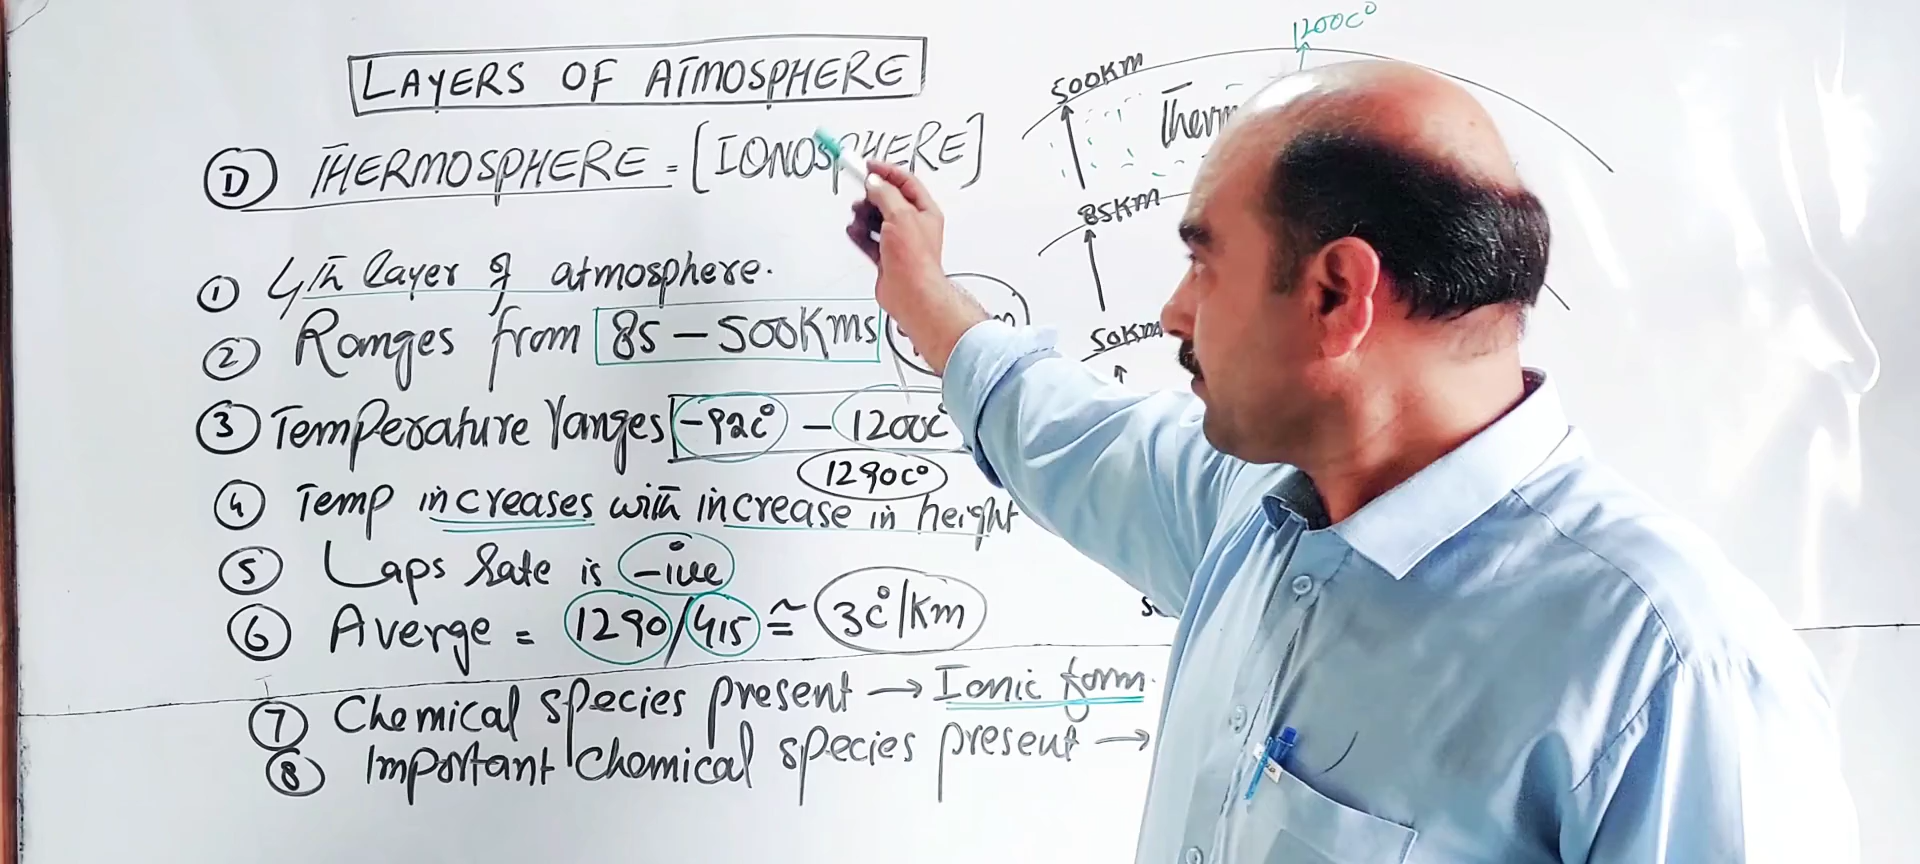 LAYERS OF ATMOSPHERE
D THERMOSPHERE = [IONOSPHERE]
1 4th layer of atmosphere.
2 Ranges from 85 – 500Kms
3 Temperature ranges -92c° – 1200c°
1290c°
4 Temp increases with increase in height
5 Laps Rate is -ive
6 Averge = 1290/415 ≅ 3c°/Km
7 Chemical species present → Ionic form.
8 Important Chemical species present →
1200c°
500KM
85KM
50KM